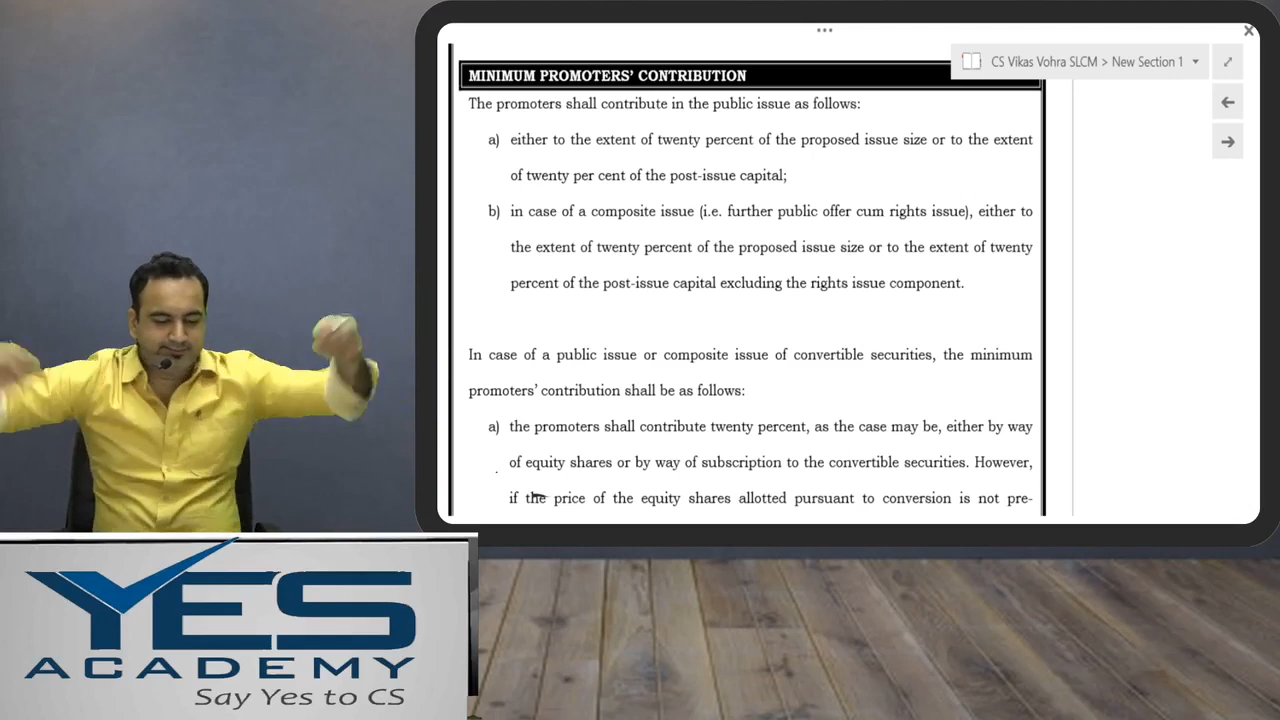 •••
CS Vikas Vohra SLCM > New Section 1
MINIMUM PROMOTERS' CONTRIBUTION
The promoters shall contribute in the public issue as follows:
a) either to the extent of twenty percent of the proposed issue size or to the extent
of twenty per cent of the post-issue capital;
b) in case of a composite issue (i.e. further public offer cum rights issue), either to
the extent of twenty percent of the proposed issue size or to the extent of twenty
percent of the post-issue capital excluding the rights issue component.
In case of a public issue or composite issue of convertible securities, the minimum
promoters' contribution shall be as follows:
a) the promoters shall contribute twenty percent, as the case may be, either by way
of equity shares or by way of subscription to the convertible securities. However,
if the price of the equity shares allotted pursuant to conversion is not pre-
YES
ACADEMY
Say Yes to CS